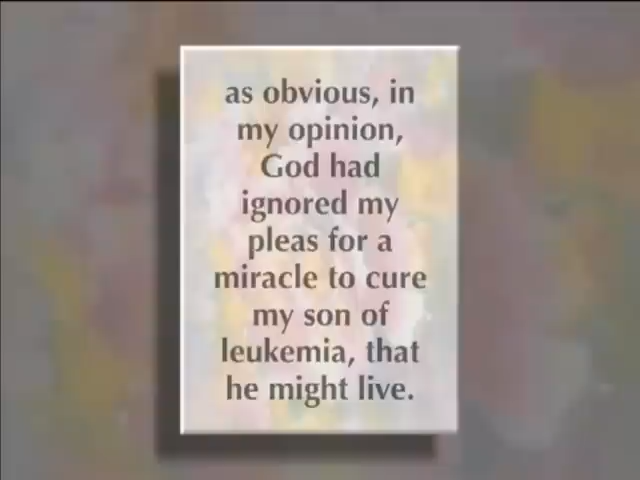 as obvious, in
my opinion,
God had
ignored my
pleas for a
miracle to cure
my son of
leukemia, that
he might live.